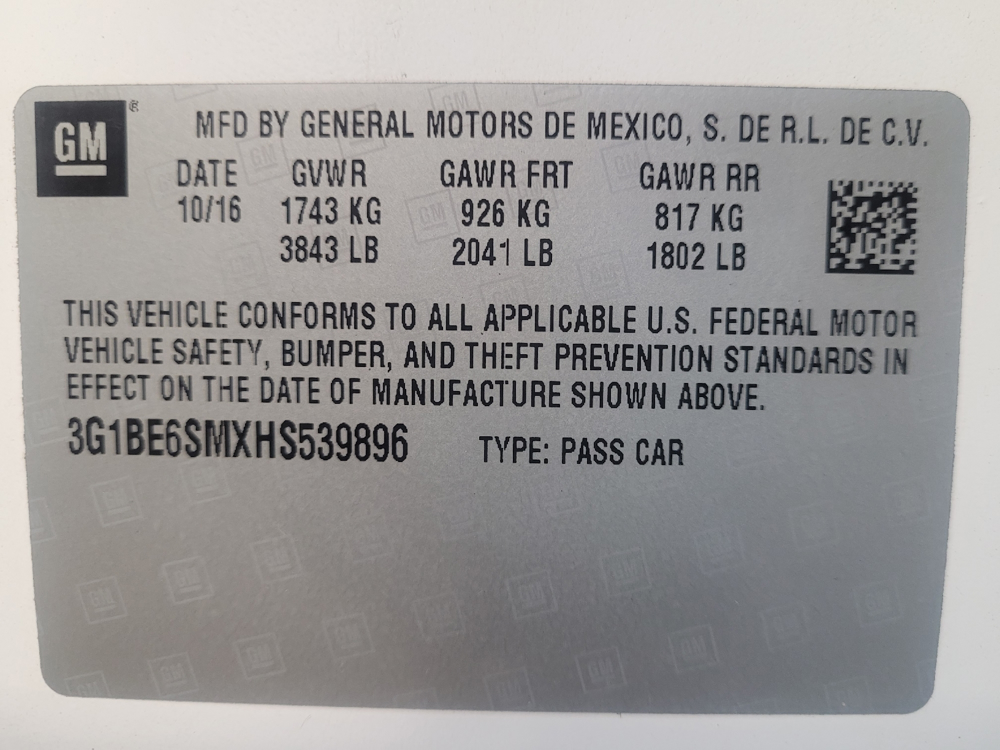 GM ®
MFD BY GENERAL MOTORS DE MEXICO, S. DE R.L. DE C.V.
DATE GVWR GAWR FRT GAWR RR
10/16 1743 KG 926 KG 817 KG
3843 LB 2041 LB 1802 LB
THIS VEHICLE CONFORMS TO ALL APPLICABLE U.S. FEDERAL MOTOR
VEHICLE SAFETY, BUMPER, AND THEFT PREVENTION STANDARDS IN
EFFECT ON THE DATE OF MANUFACTURE SHOWN ABOVE.
3G1BE6SMXHS539896 TYPE: PASS CAR